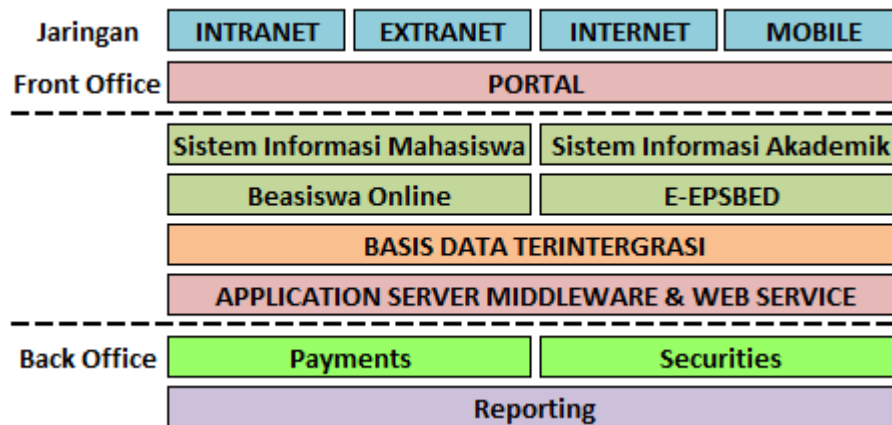 Jaringan INTRANET EXTRANET INTERNET MOBILE
Front Office PORTAL
Sistem Informasi Mahasiswa Sistem Informasi Akademik
Beasiswa Online E-EPSBED
BASIS DATA TERINTERGRASI
APPLICATION SERVER MIDDLEWARE & WEB SERVICE
Back Office Payments Securities
Reporting